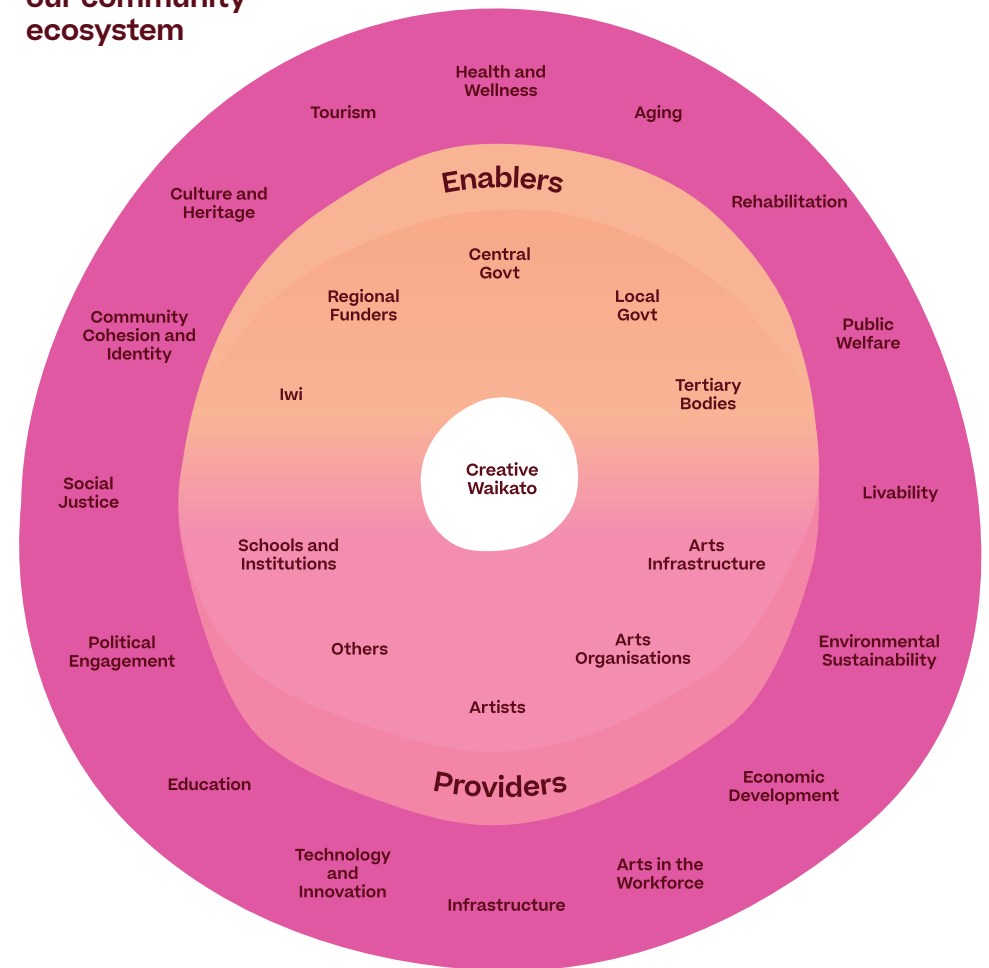 our community
ecosystem
Health and
Wellness
Tourism
Aging
Enablers
Culture and
Heritage
Rehabilitation
Central
Govt
Regional
Funders
Local
Govt
Community
Cohesion and
Identity
Public
Welfare
Iwi
Tertiary
Bodies
Creative
Waikato
Social
Justice
Livability
Schools and
Institutions
Arts
Infrastructure
Political
Engagement
Others
Arts
Organisations
Environmental
Sustainability
Artists
Providers
Education
Economic
Development
Technology
and
Innovation
Arts in the
Workforce
Infrastructure